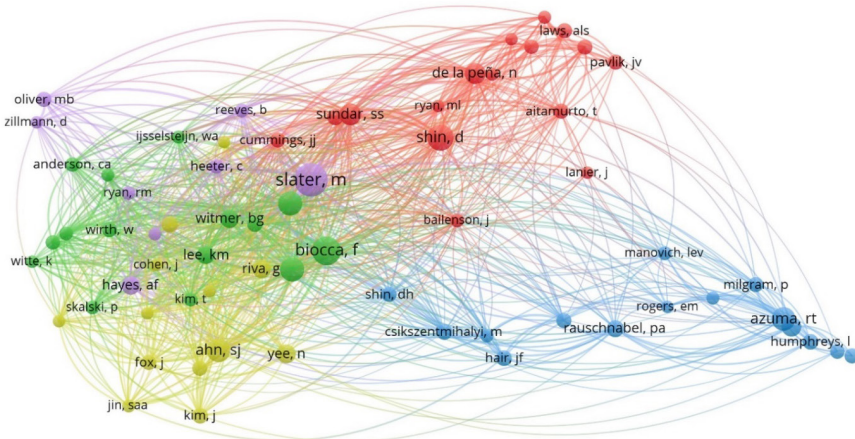 laws, als
pavlik, jv
de la peña, n
oliver, mb
zillmann, d
reeves, b
ryan, ml
sundar, ss
aitamurto, t
ijsselsteijn, wa
cummings, jj
shin, d
anderson, ca
heeter, c
lanier, j
slater, m
ryan, rm
witmer, bg
bailenson, j
wirth, w
biocca, f
manovich, lev
witte, k
lee, km
cohen, j
riva, g
hayes, af
milgram, p
shin, dh
kim, t
skalski, p
rogers, em
azuma, rt
csikszentmihalyi, m
rauschnabel, pa
humphreys, l
ahn, sj
yee, n
hair, jf
fox, j
jin, saa
kim, j